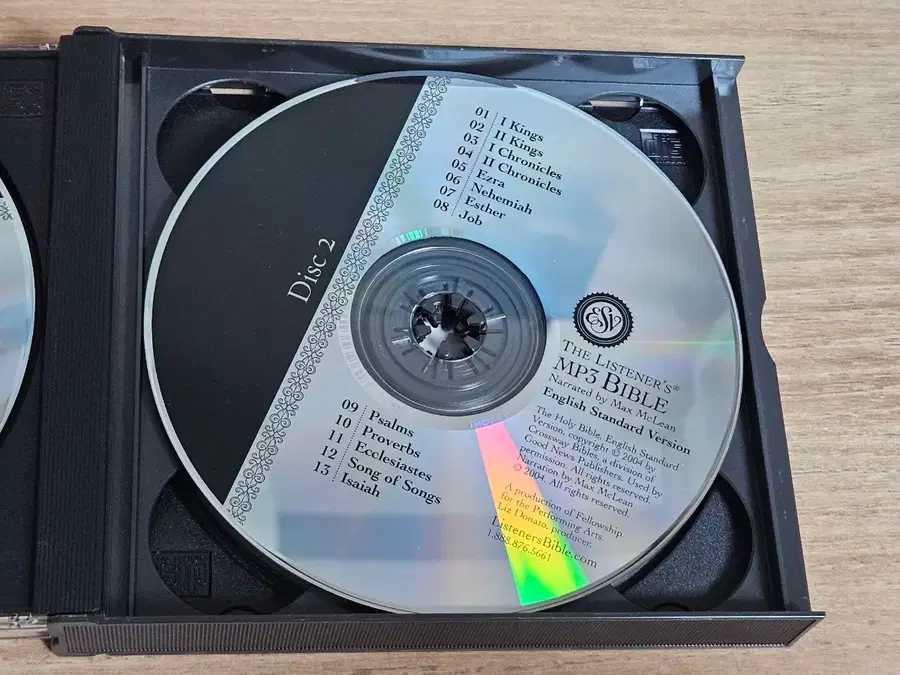 01 I Kings
02 II Kings
03 I Chronicles
04 II Chronicles
05 Ezra
06 Nehemiah
07 Esther
08 Job
Disc 2
09 Psalms
10 Proverbs
11 Ecclesiastes
12 Song of Songs
13 Isaiah
ESV
THE LISTENER'S®
MP3 BIBLE
Narrated by Max McLean
English Standard Version
The Holy Bible, English Standard
Version, copyright © 2004 by
Crossway Bibles, a division of
Good News Publishers. Used by
permission. All rights reserved.
Narration by Max McLean
© 2004. All rights reserved.
A production of Fellowship
for the Performing Arts.
Liz Donato, producer.
ListenersBible.com
1.888.876.5661